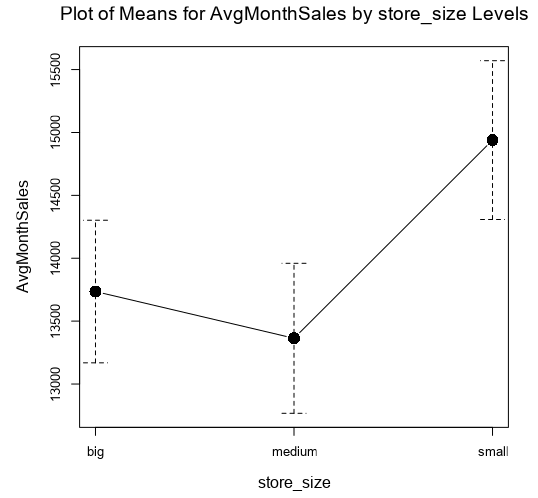 Plot of Means for AvgMonthSales by store_size Levels
15500
15000
14500
14000
13500
13000
AvgMonthSales
big medium small
store_size